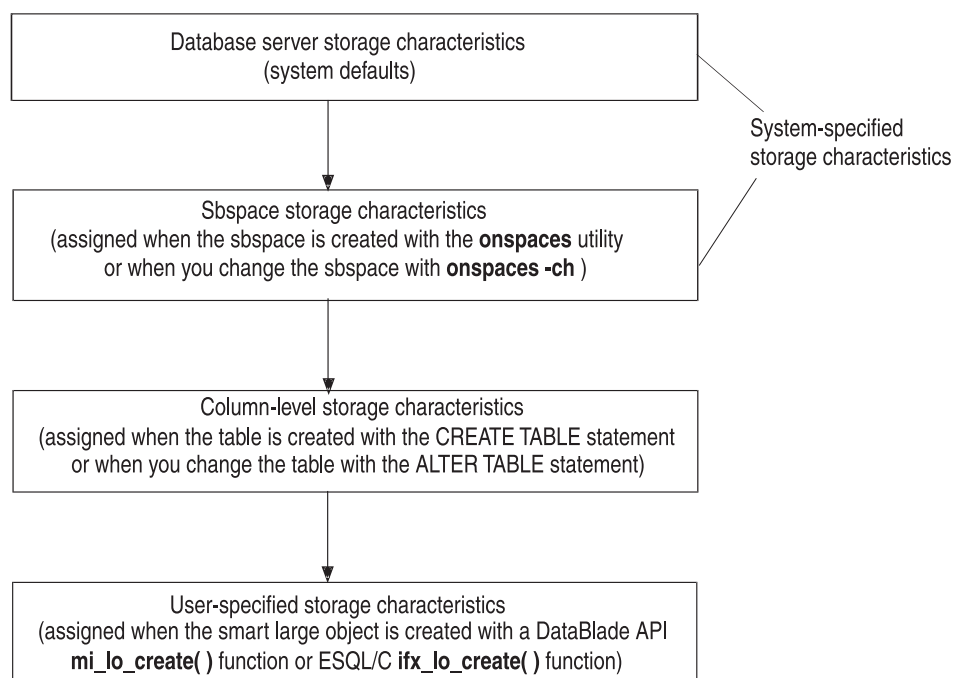 Database server storage characteristics
(system defaults)
System-specified
storage characteristics
Sbspace storage characteristics
(assigned when the sbspace is created with the onspaces utility
or when you change the sbspace with onspaces -ch )
Column-level storage characteristics
(assigned when the table is created with the CREATE TABLE statement
or when you change the table with the ALTER TABLE statement)
User-specified storage characteristics
(assigned when the smart large object is created with a DataBlade API
mi_lo_create( ) function or ESQL/C ifx_lo_create( ) function)